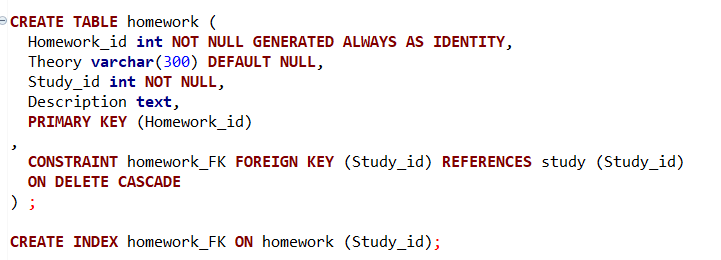 CREATE TABLE homework (
Homework_id int NOT NULL GENERATED ALWAYS AS IDENTITY,
Theory varchar(300) DEFAULT NULL,
Study_id int NOT NULL,
Description text,
PRIMARY KEY (Homework_id)
,
CONSTRAINT homework_FK FOREIGN KEY (Study_id) REFERENCES study (Study_id)
ON DELETE CASCADE
) ;
CREATE INDEX homework_FK ON homework (Study_id);